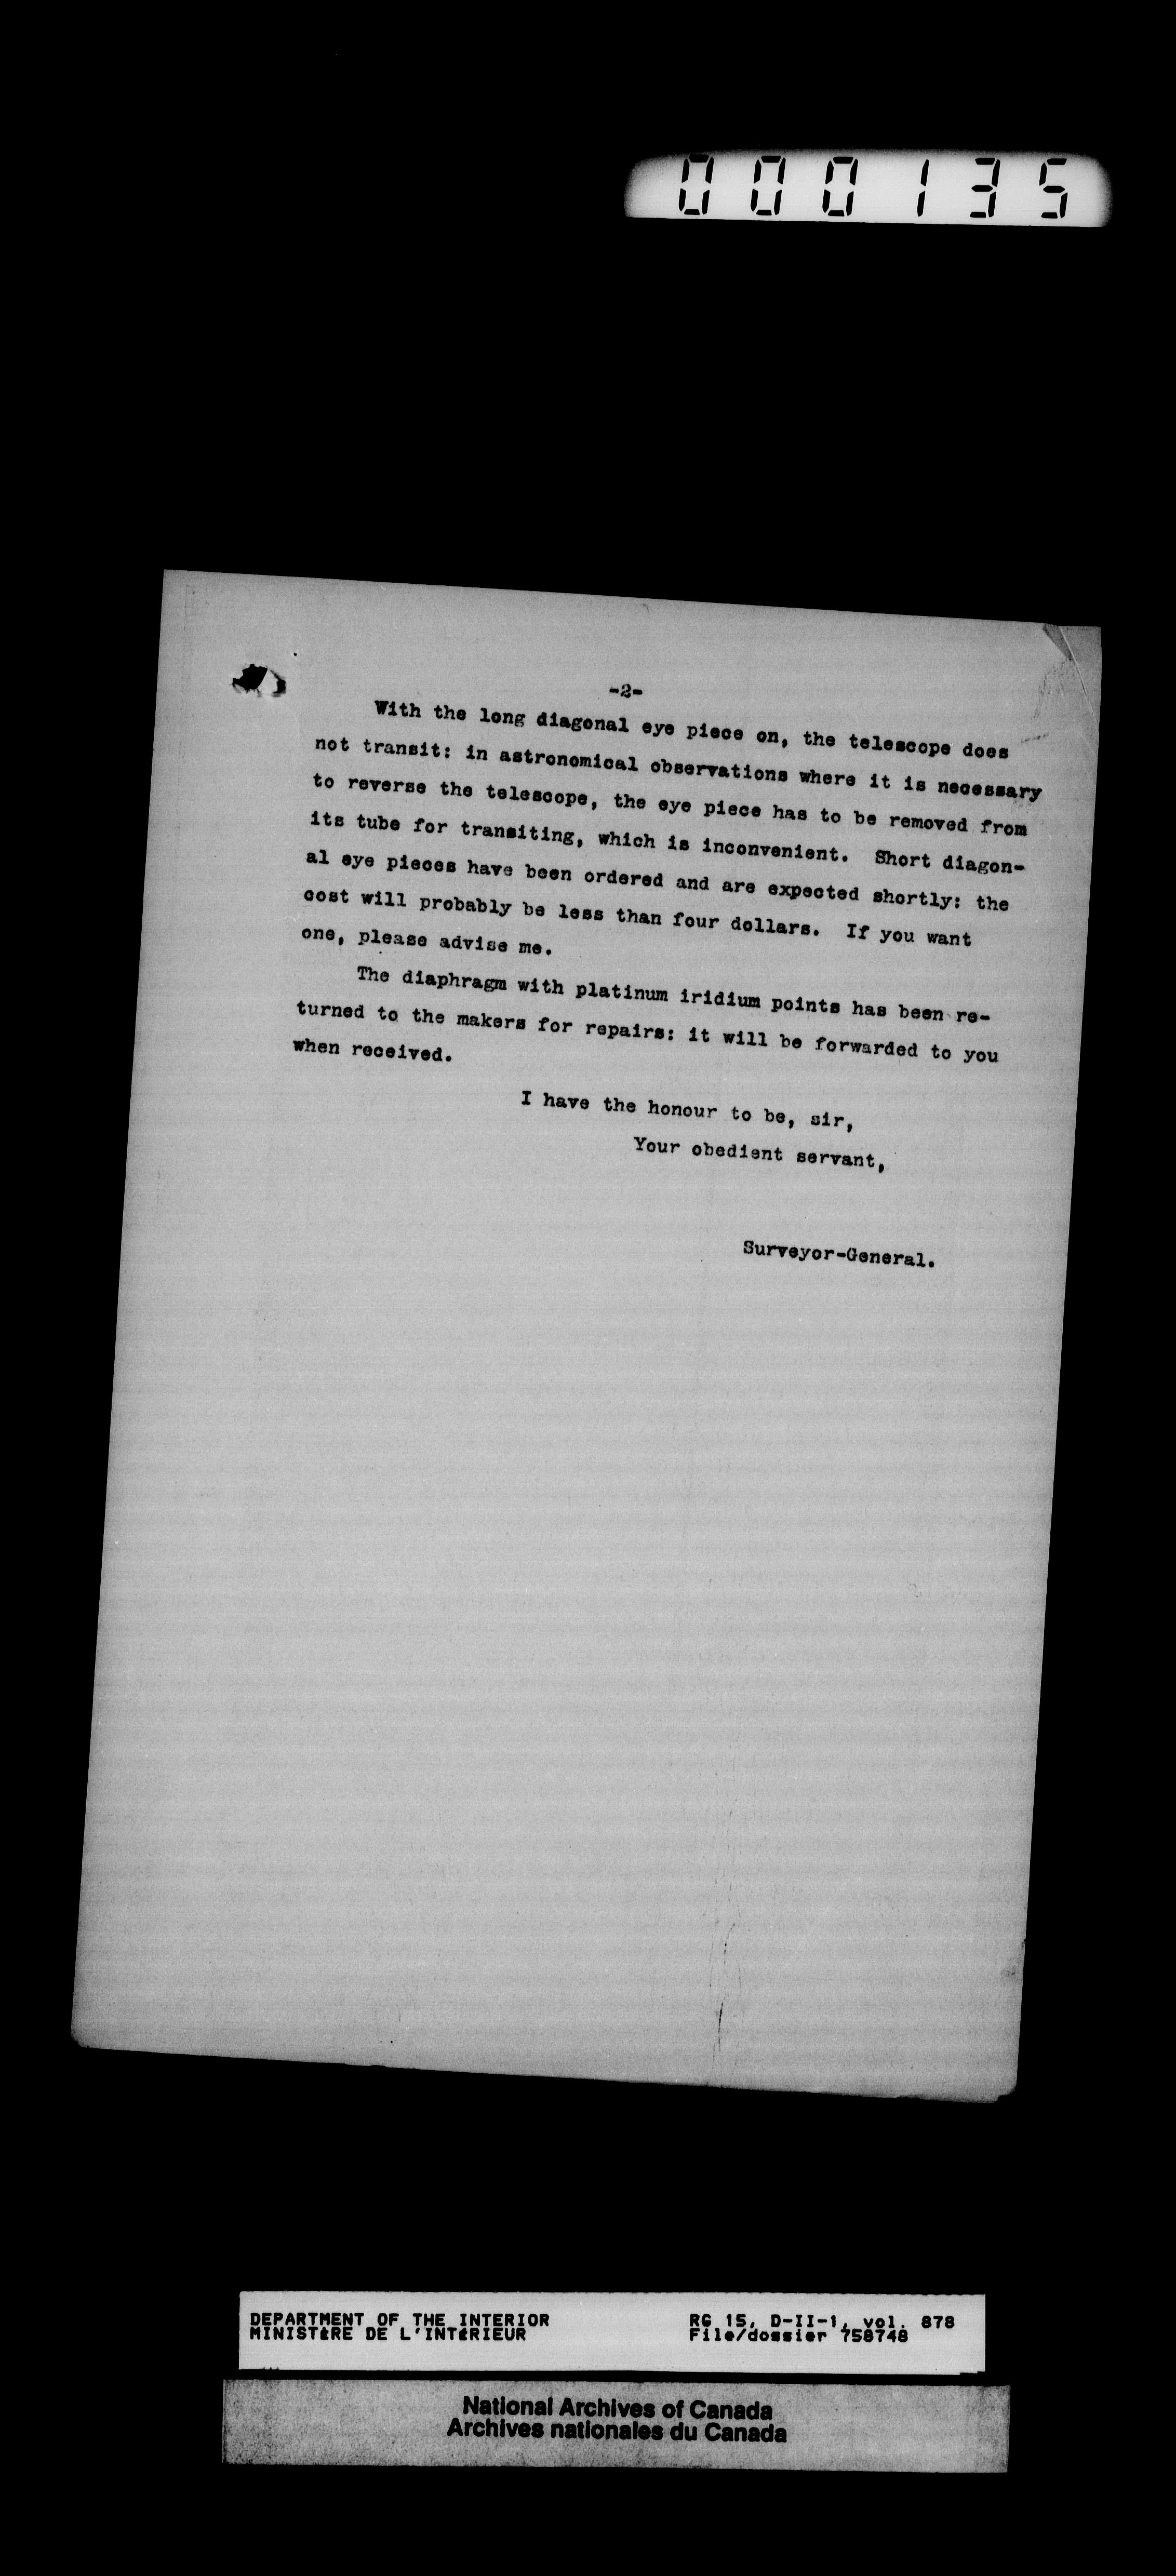 000135
-2-
With the long diagonal eye piece on, the telescope does
not transit: in astronomical observations where it is necessary
to reverse the telescope, the eye piece has to be removed from
its tube for transiting, which is inconvenient. Short diagon-
al eye pieces have been ordered and are expected shortly: the
cost will probably be less than four dollars. If you want
one, please advise me.
The diaphragm with platinum iridium points has been re-
turned to the makers for repairs: it will be forwarded to you
when received.
I have the honour to be, sir,
Your obedient servant,
Surveyor-General.
DEPARTMENT OF THE INTERIOR RG 15, D-II-1, vol. 878
MINISTÈRE DE L'INTÉRIEUR File/dossier 758748
National Archives of Canada
Archives nationales du Canada